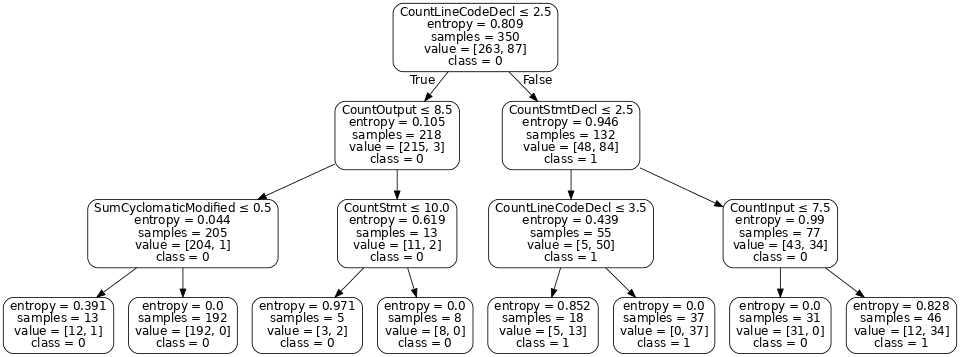 CountLineCodeDecl ≤ 2.5
entropy = 0.809
samples = 350
value = [263, 87]
class = 0
True
False
CountOutput ≤ 8.5
entropy = 0.105
samples = 218
value = [215, 3]
class = 0
CountStmtDecl ≤ 2.5
entropy = 0.946
samples = 132
value = [48, 84]
class = 1
SumCyclomaticModified ≤ 0.5
entropy = 0.044
samples = 205
value = [204, 1]
class = 0
CountStmt ≤ 10.0
entropy = 0.619
samples = 13
value = [11, 2]
class = 0
CountLineCodeDecl ≤ 3.5
entropy = 0.439
samples = 55
value = [5, 50]
class = 1
CountInput ≤ 7.5
entropy = 0.99
samples = 77
value = [43, 34]
class = 0
entropy = 0.391
samples = 13
value = [12, 1]
class = 0
entropy = 0.0
samples = 192
value = [192, 0]
class = 0
entropy = 0.971
samples = 5
value = [3, 2]
class = 0
entropy = 0.0
samples = 8
value = [8, 0]
class = 0
entropy = 0.852
samples = 18
value = [5, 13]
class = 1
entropy = 0.0
samples = 37
value = [0, 37]
class = 1
entropy = 0.0
samples = 31
value = [31, 0]
class = 0
entropy = 0.828
samples = 46
value = [12, 34]
class = 1